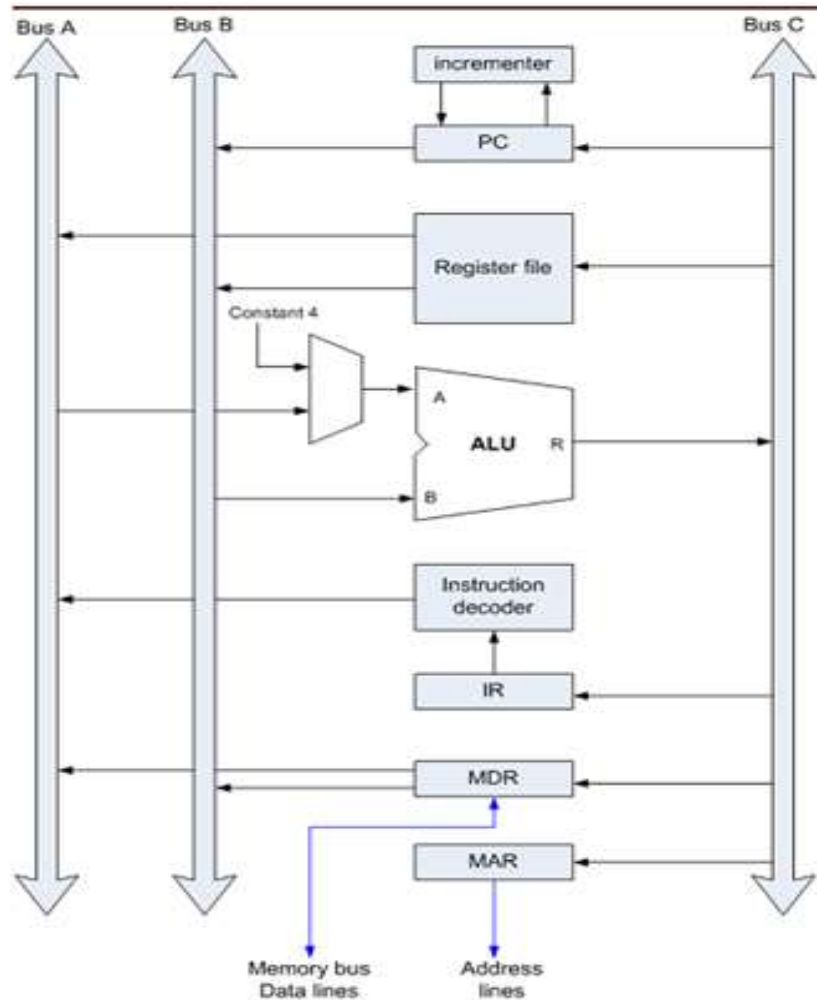 Bus A
Bus B
Bus C
incrementer
PC
Register file
Constant 4
A
ALU
R
B
Instruction
decoder
IR
MDR
MAR
Memory bus
Data lines
Address
lines